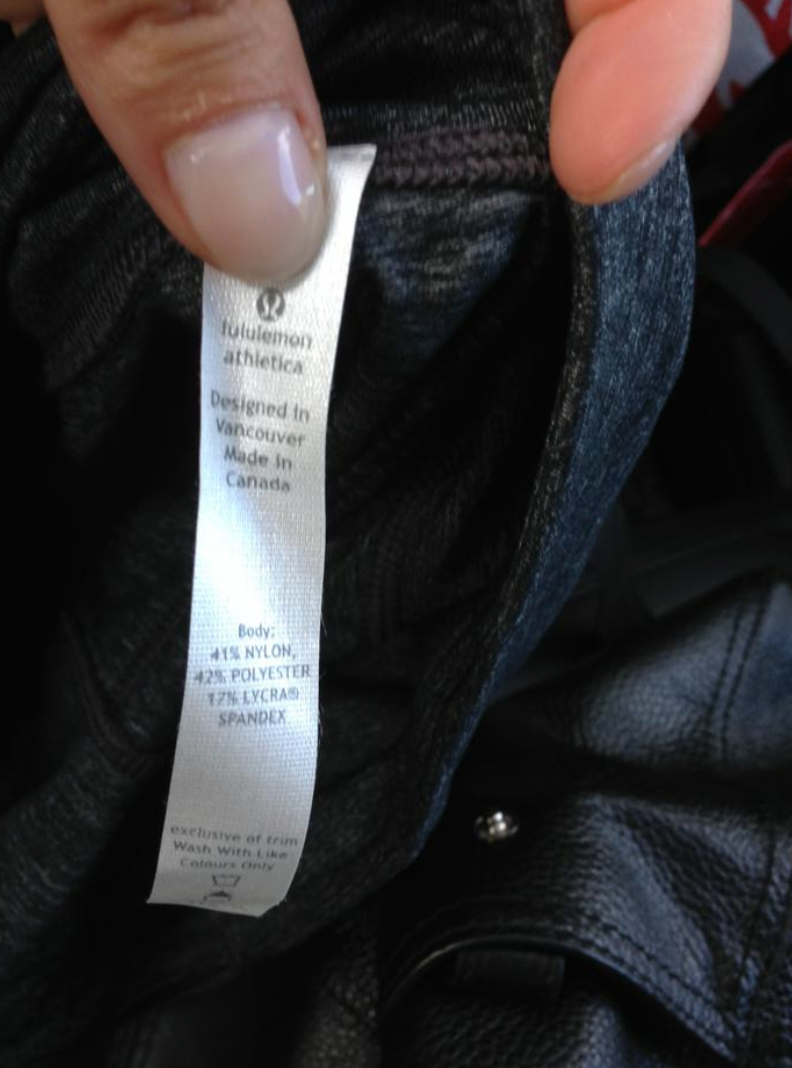 lululemon
athletica
Designed in
Vancouver
Made in
Canada
Body:
41% NYLON,
42% POLYESTER
17% LYCRA®
SPANDEX
exclusive of trim
Wash With Like
Colours Only